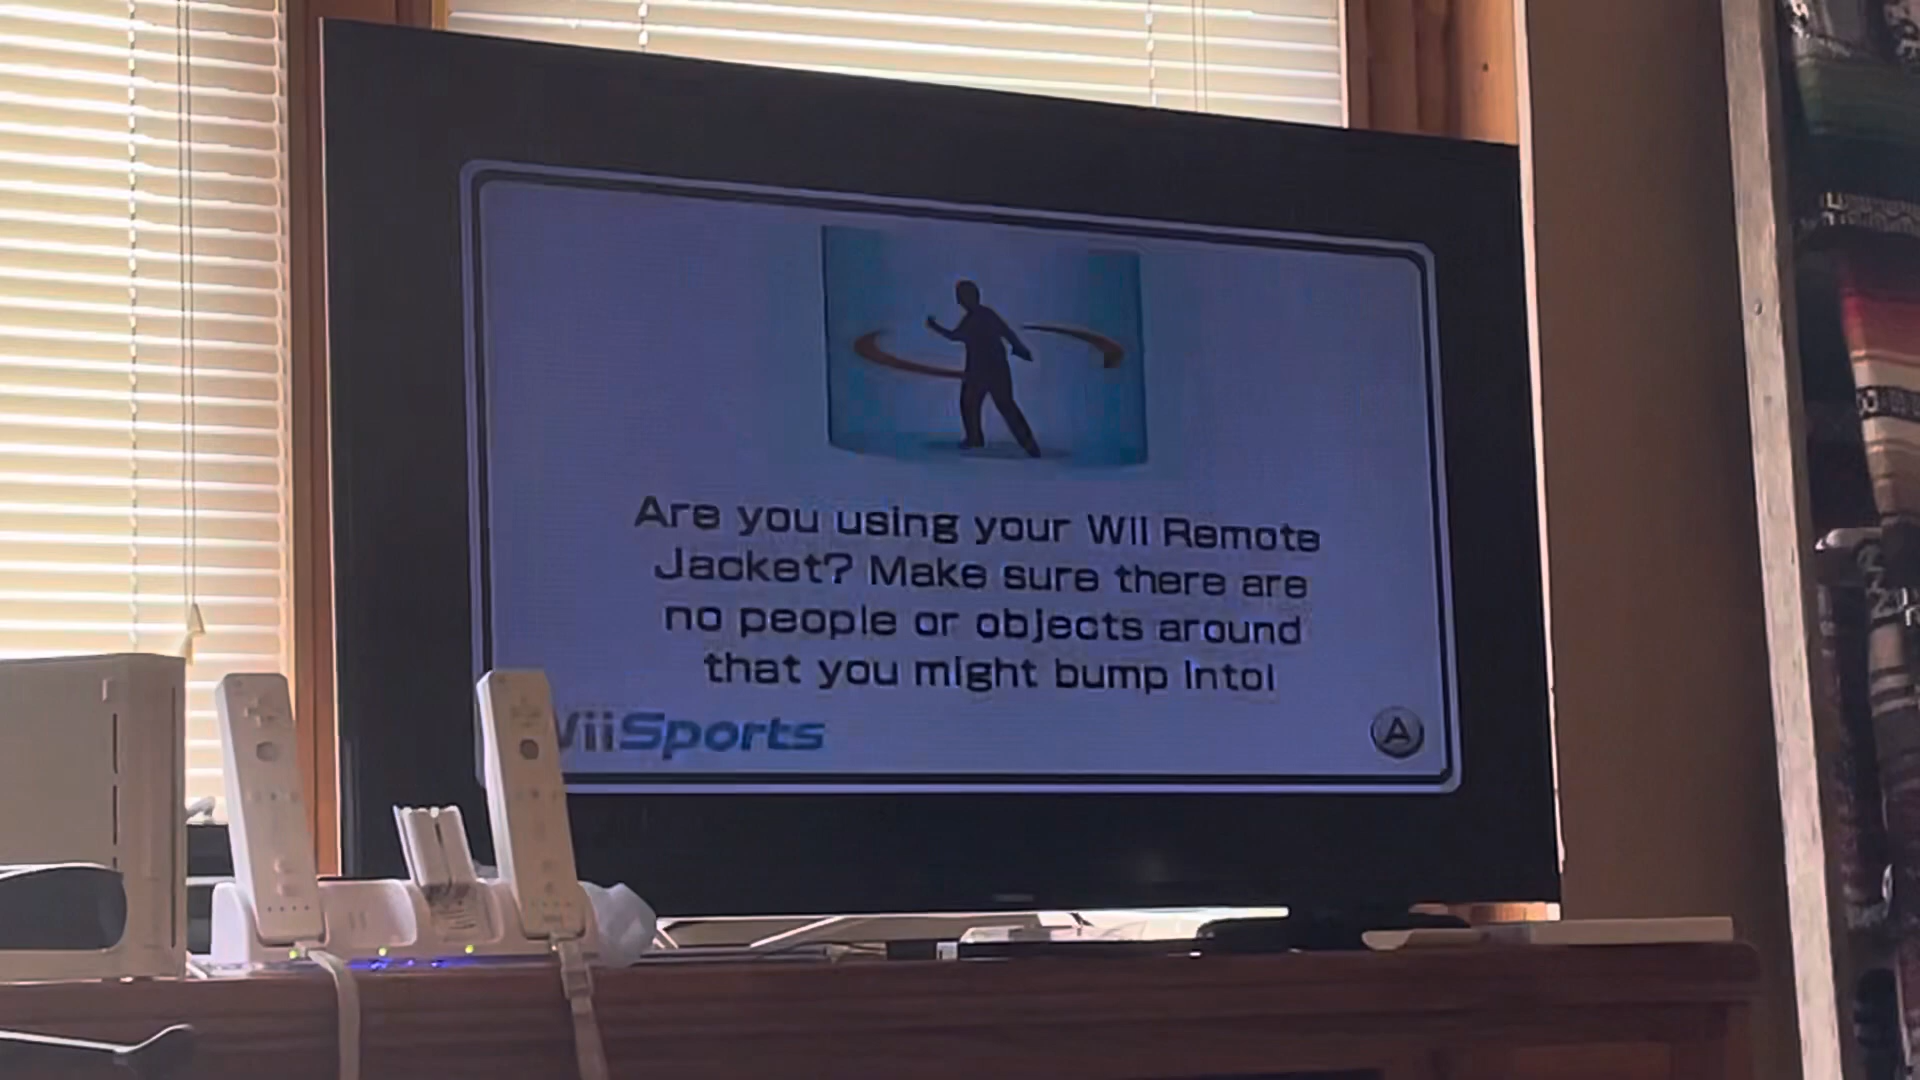 Are you using your Wii Remote
Jacket? Make sure there are
no people or objects around
that you might bump into!
WiiSports
A